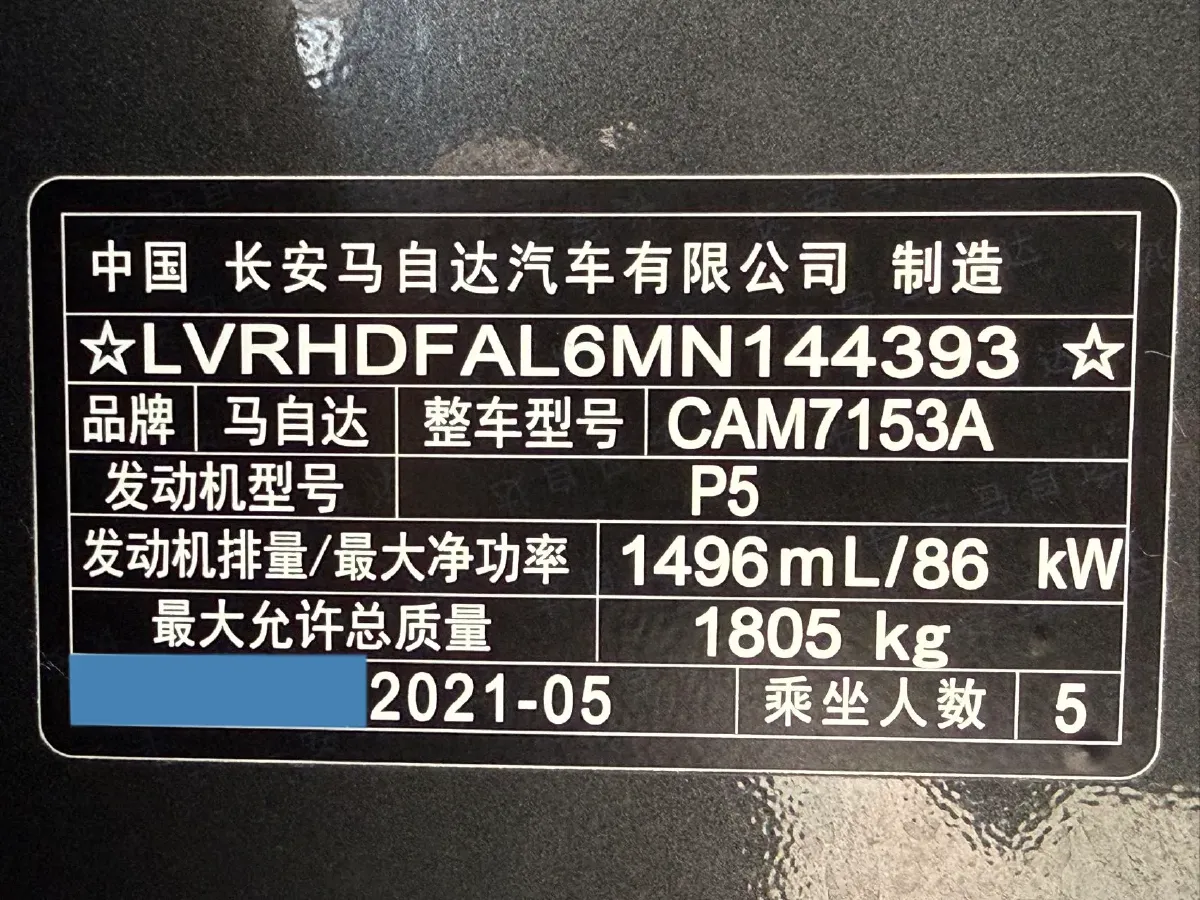 中国 长安马自达汽车有限公司 制造
☆LVRHDFAL6MN144393☆
品牌 马自达 整车型号 CAM7153A
发动机型号 P5
发动机排量/最大净功率 1496mL/86 kW
最大允许总质量 1805 kg
2021-05 乘坐人数 5